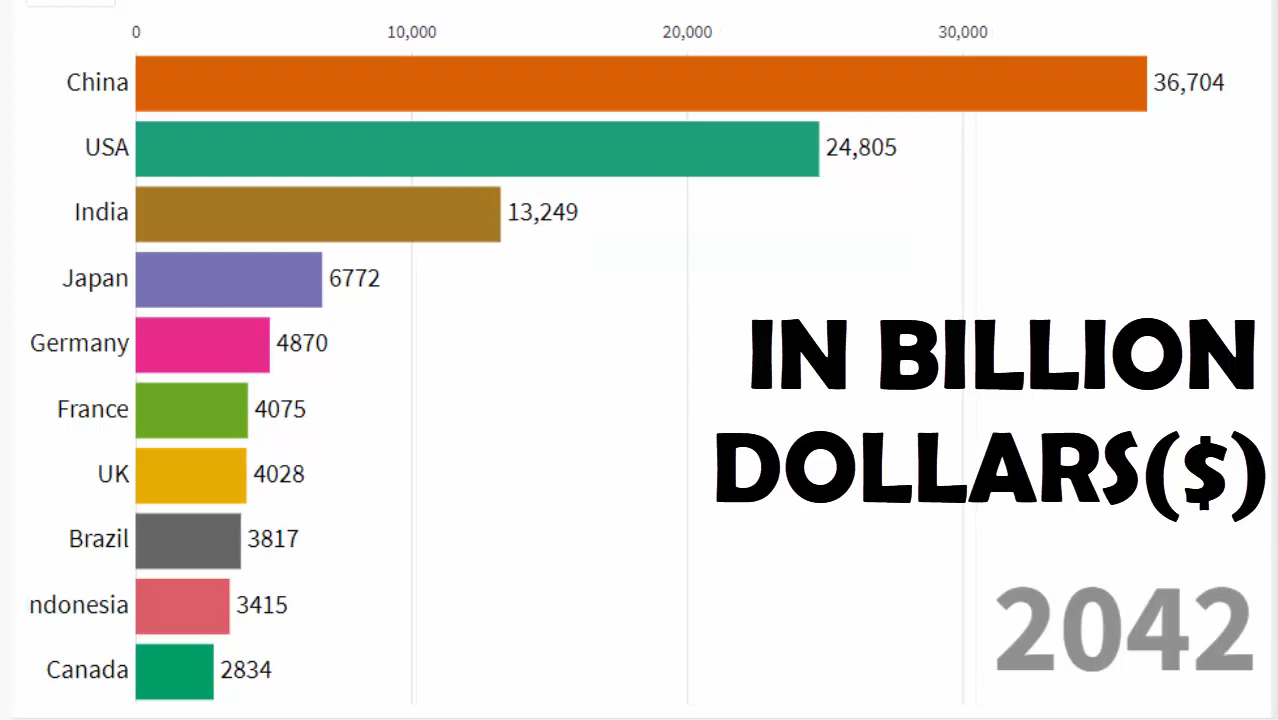 0 10,000 20,000 30,000
China 36,704
USA 24,805
India 13,249
Japan 6772
Germany 4870
France 4075
UK 4028
Brazil 3817
ndonesia 3415
Canada 2834
IN BILLION
DOLLARS($)
2042